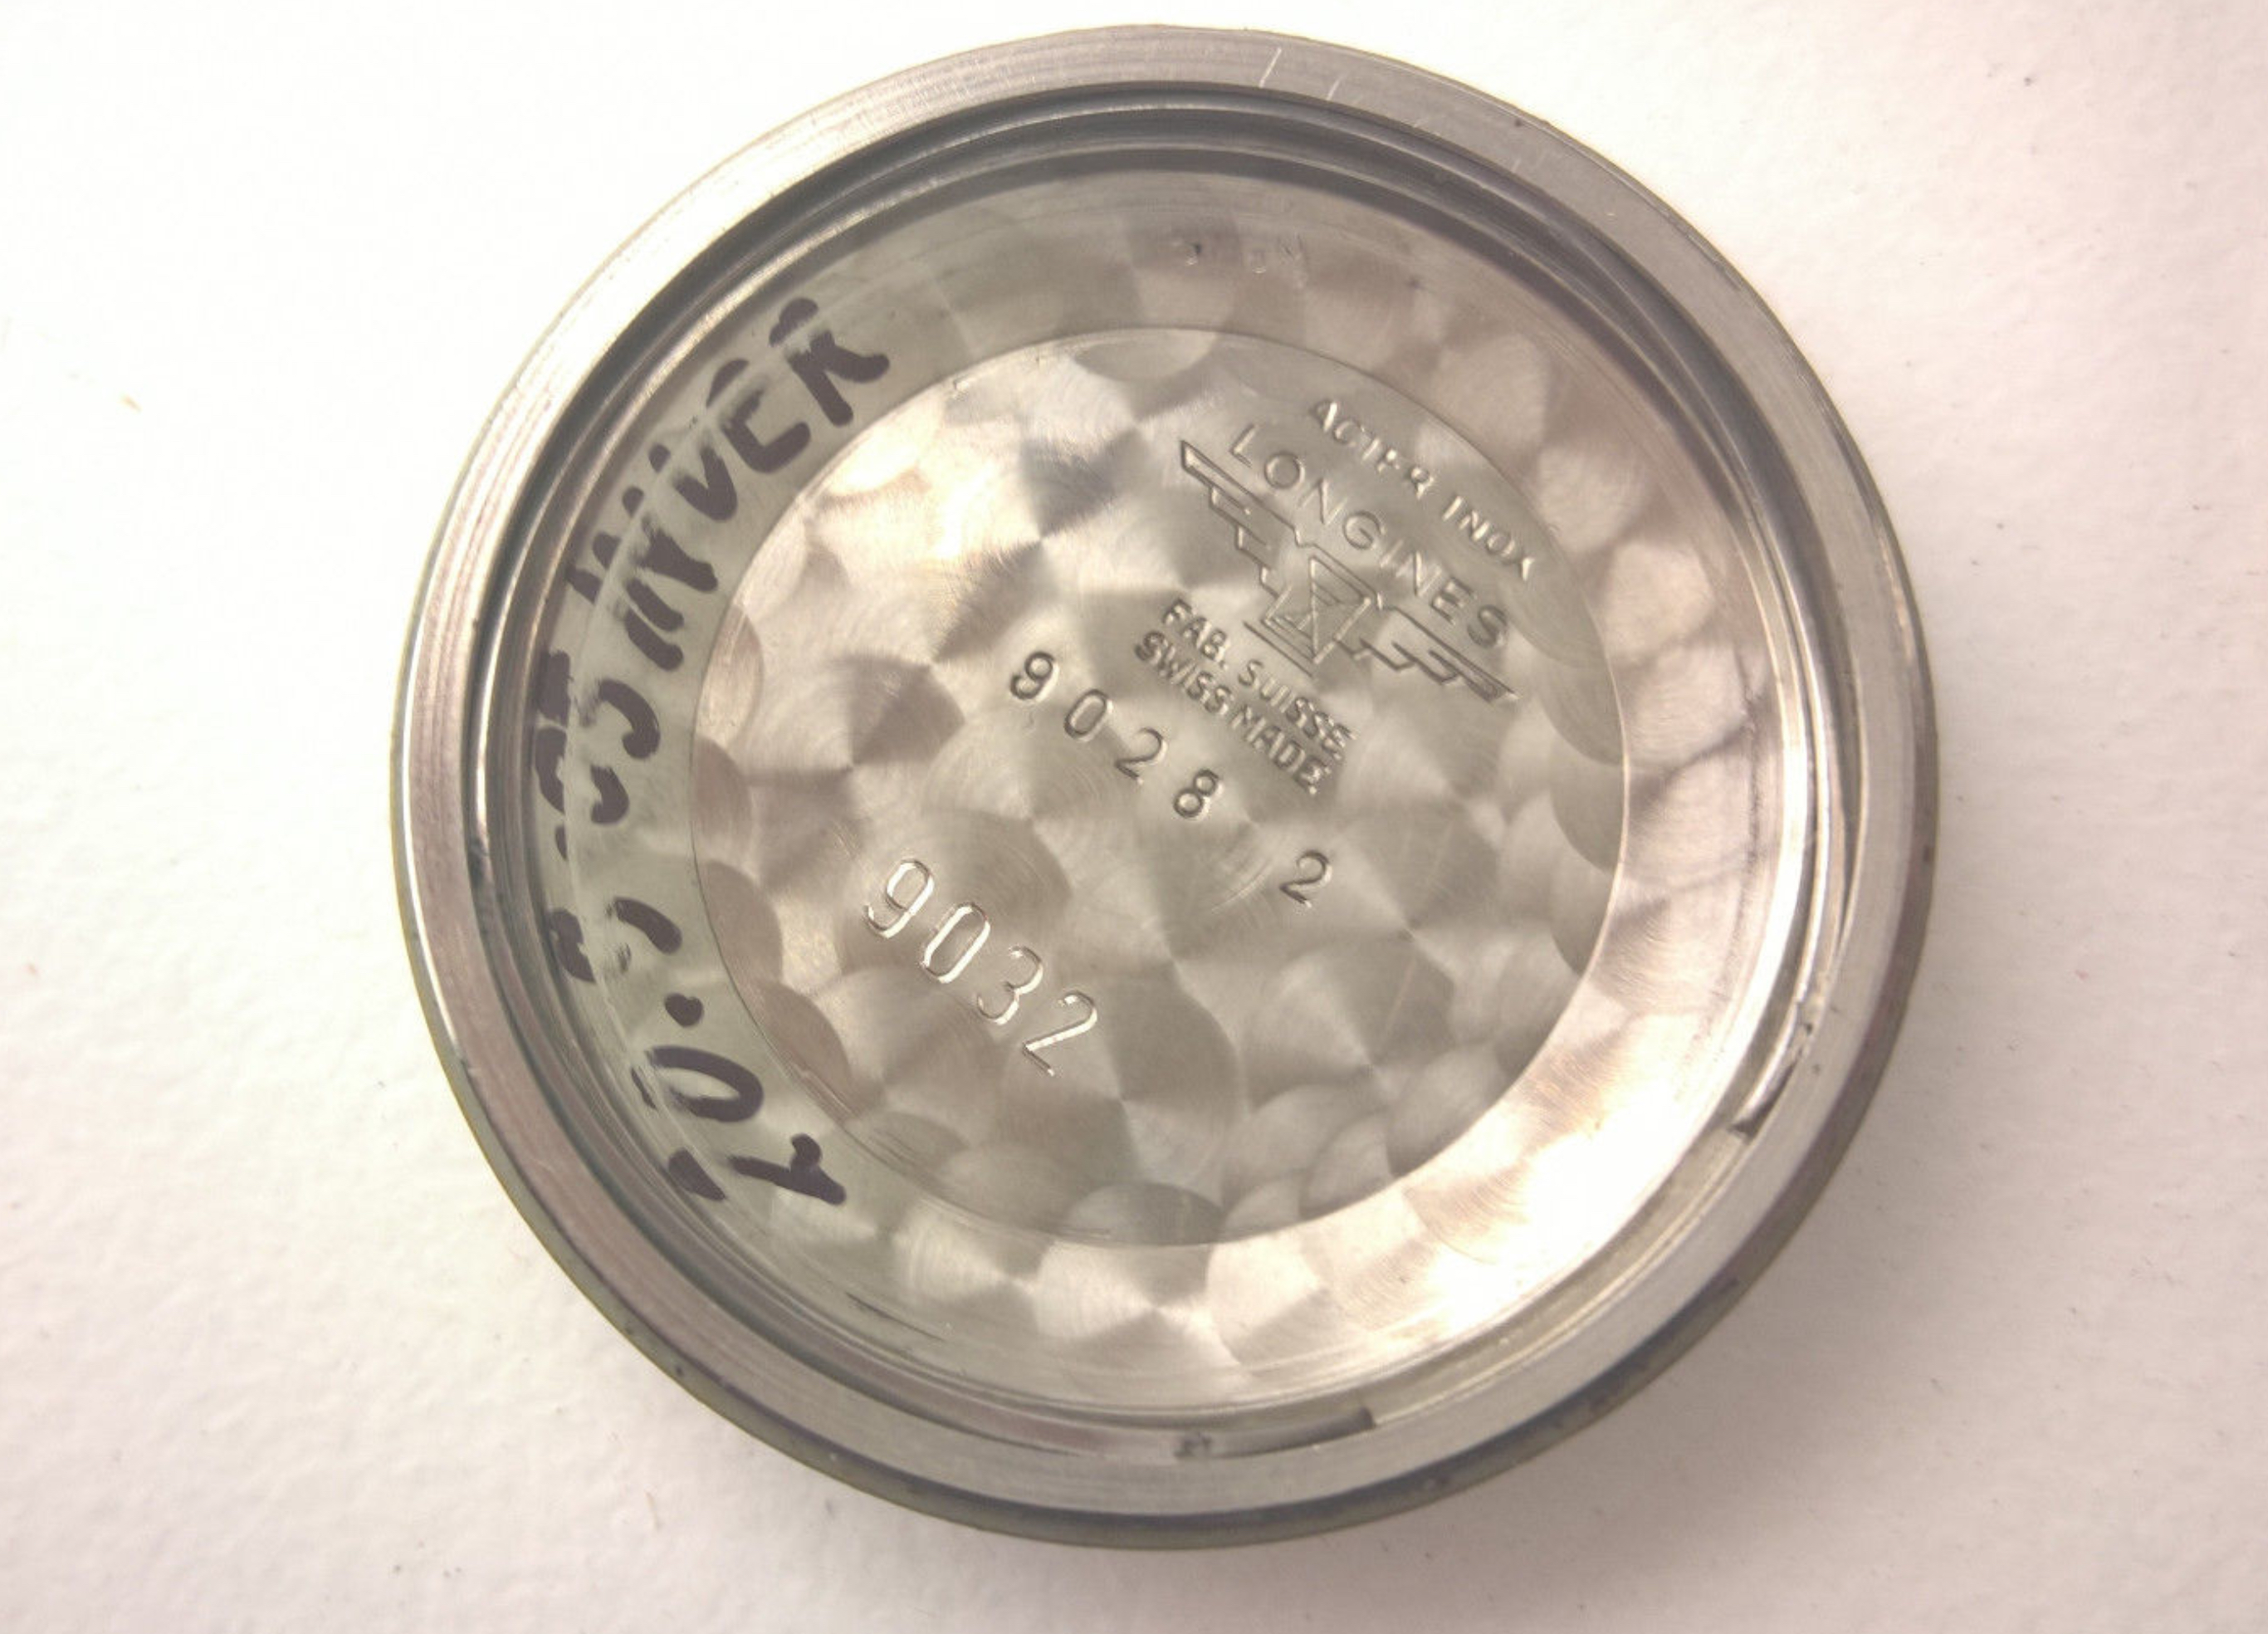 ACIER INOX
LONGINES
FAB. SUISSE
SWISS MADE
9028 2
9032